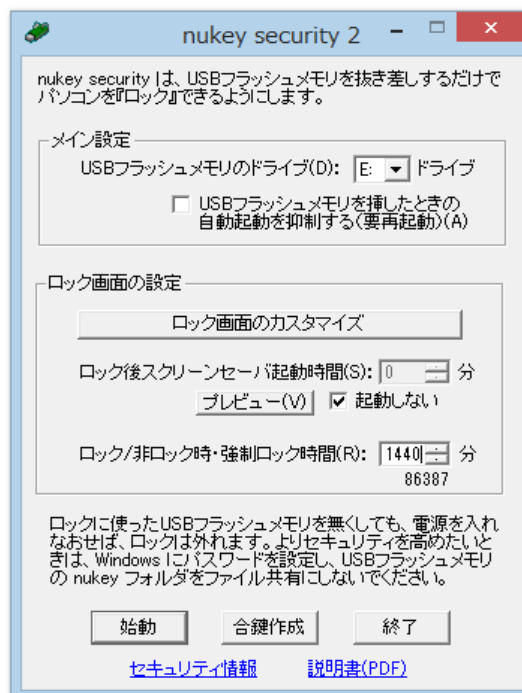 nukey security 2
nukey security は、USBフラッシュメモリを抜き差しするだけで
パソコンを『ロック』できるようにします。
メイン設定
USBフラッシュメモリのドライブ(D): E: ドライブ
USBフラッシュメモリを挿したときの
自動起動を抑制する(要再起動)(A)
ロック画面の設定
ロック画面のカスタマイズ
ロック後スクリーンセーバ起動時間(S): 0 分
プレビュー(V) 起動しない
ロック/非ロック時・強制ロック時間(R): 1440 分
86387
ロックに使ったUSBフラッシュメモリを無くしても、電源を入れ
なおせば、ロックは外れます。よりセキュリティを高めたいと
きは、Windows にパスワードを設定し、USBフラッシュメモリ
の nukey フォルダをファイル共有にしないでください。
始動 合鍵作成 終了
セキュリティ情報 説明書(PDF)